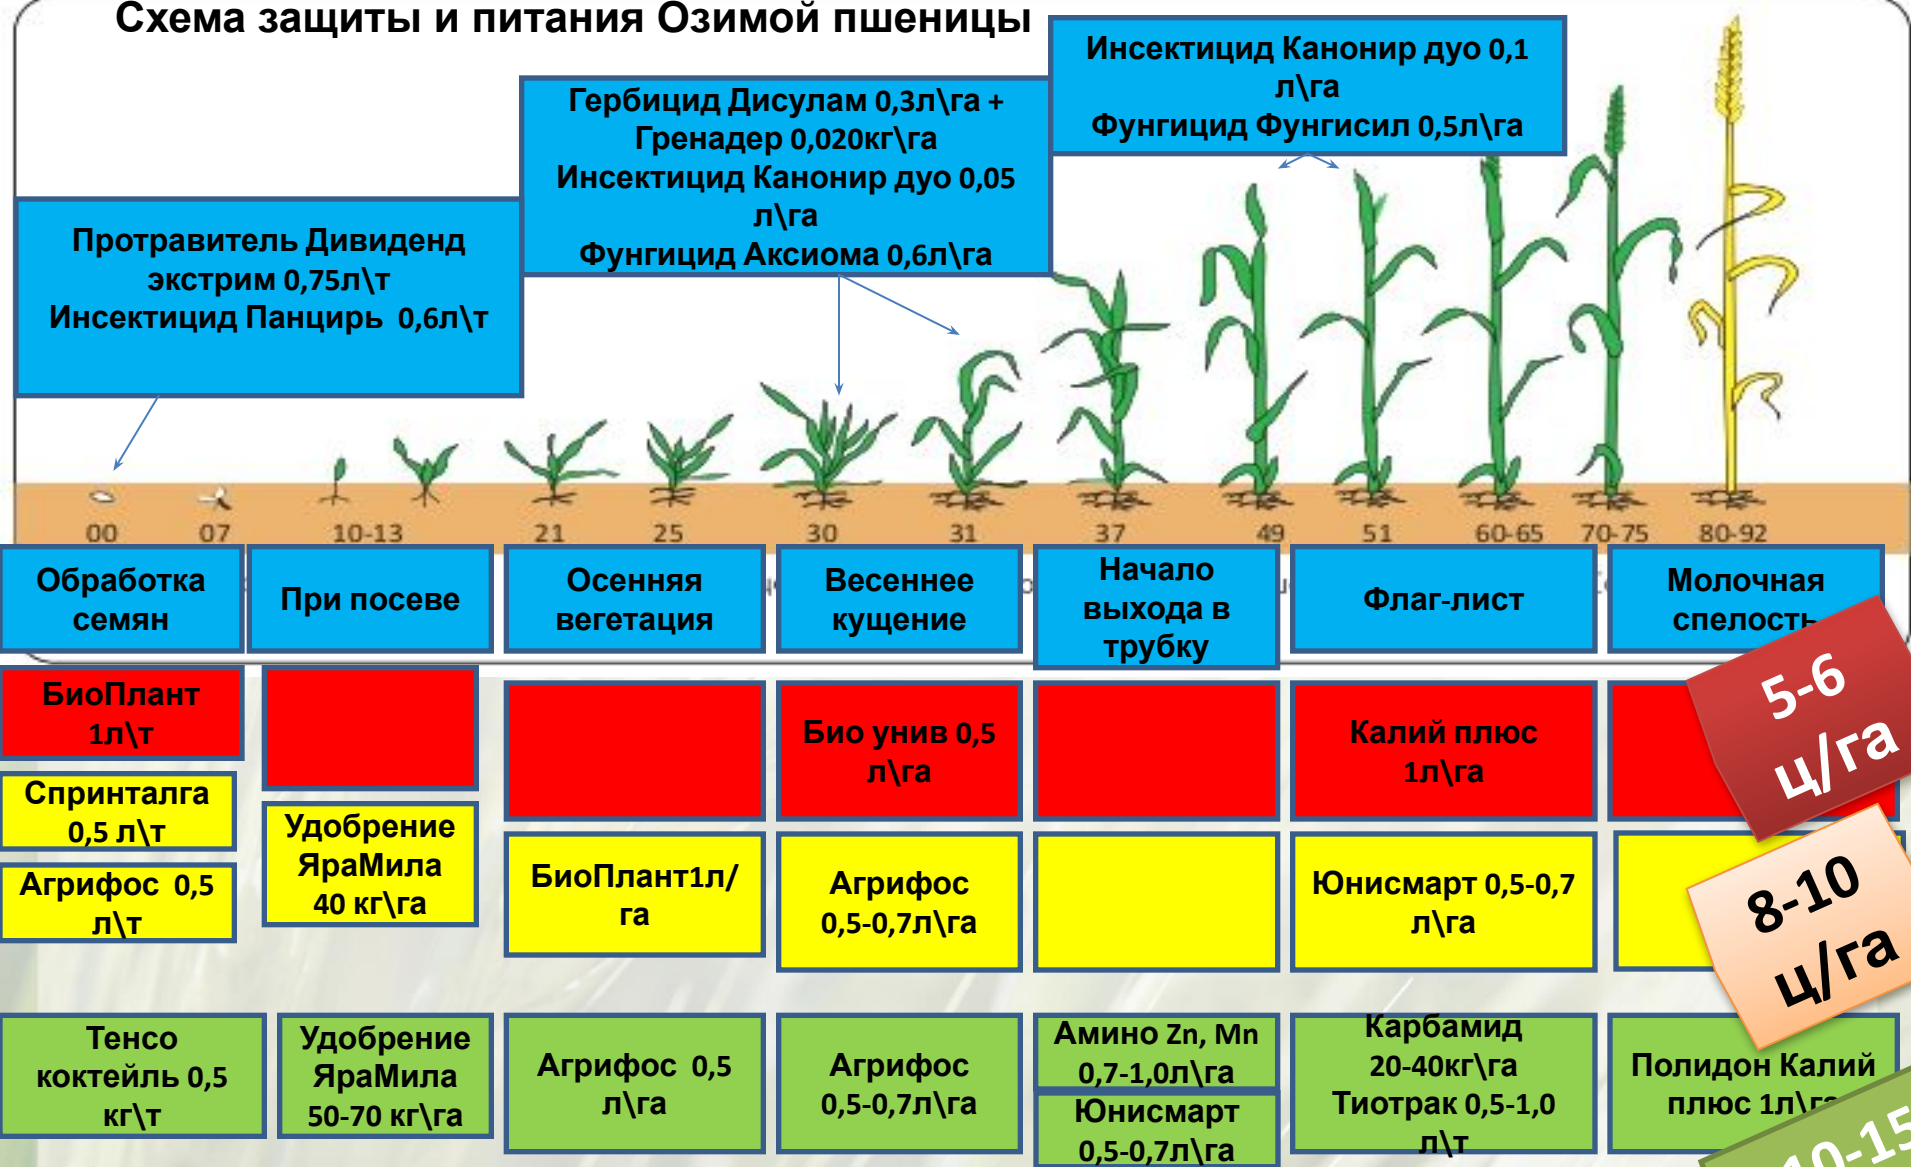 Схема защиты и питания Озимой пшеницы
Инсектицид Канонир дуо 0,1
л\га
Фунгицид Фунгисил 0,5л\га
Гербицид Дисулам 0,3л\га +
Гренадер 0,020кг\га
Инсектицид Канонир дуо 0,05
л\га
Фунгицид Аксиома 0,6л\га
Протравитель Дивиденд
экстрим 0,75л\т
Инсектицид Панцирь 0,6л\т
00 07 10-13 21 25 30 31 37 49 51 60-65 70-75 80-92
Обработка
семян
При посеве
Осенняя
вегетация
Весеннее
кущение
Начало
выхода в
трубку
Флаг-лист
Молочная
спелость
БиоПлант
1л\т
Био унив 0,5
л\га
Калий плюс
1л\га
5-6
ц/га
Спринталга
0,5 л\т
Агрифос 0,5
л\т
Удобрение
ЯраМила
40 кг\га
БиоПлант1л/
га
Агрифос
0,5-0,7л\га
Юнисмарт 0,5-0,7
л\га
8-10
ц/га
Тенсо
коктейль 0,5
кг\т
Удобрение
ЯраМила
50-70 кг\га
Агрифос 0,5
л\га
Агрифос
0,5-0,7л\га
Амино Zn, Mn
0,7-1,0л\га
Юнисмарт
0,5-0,7л\га
Карбамид
20-40кг\га
Тиотрак 0,5-1,0
л\т
Полидон Калий
плюс 1л\га
10-15